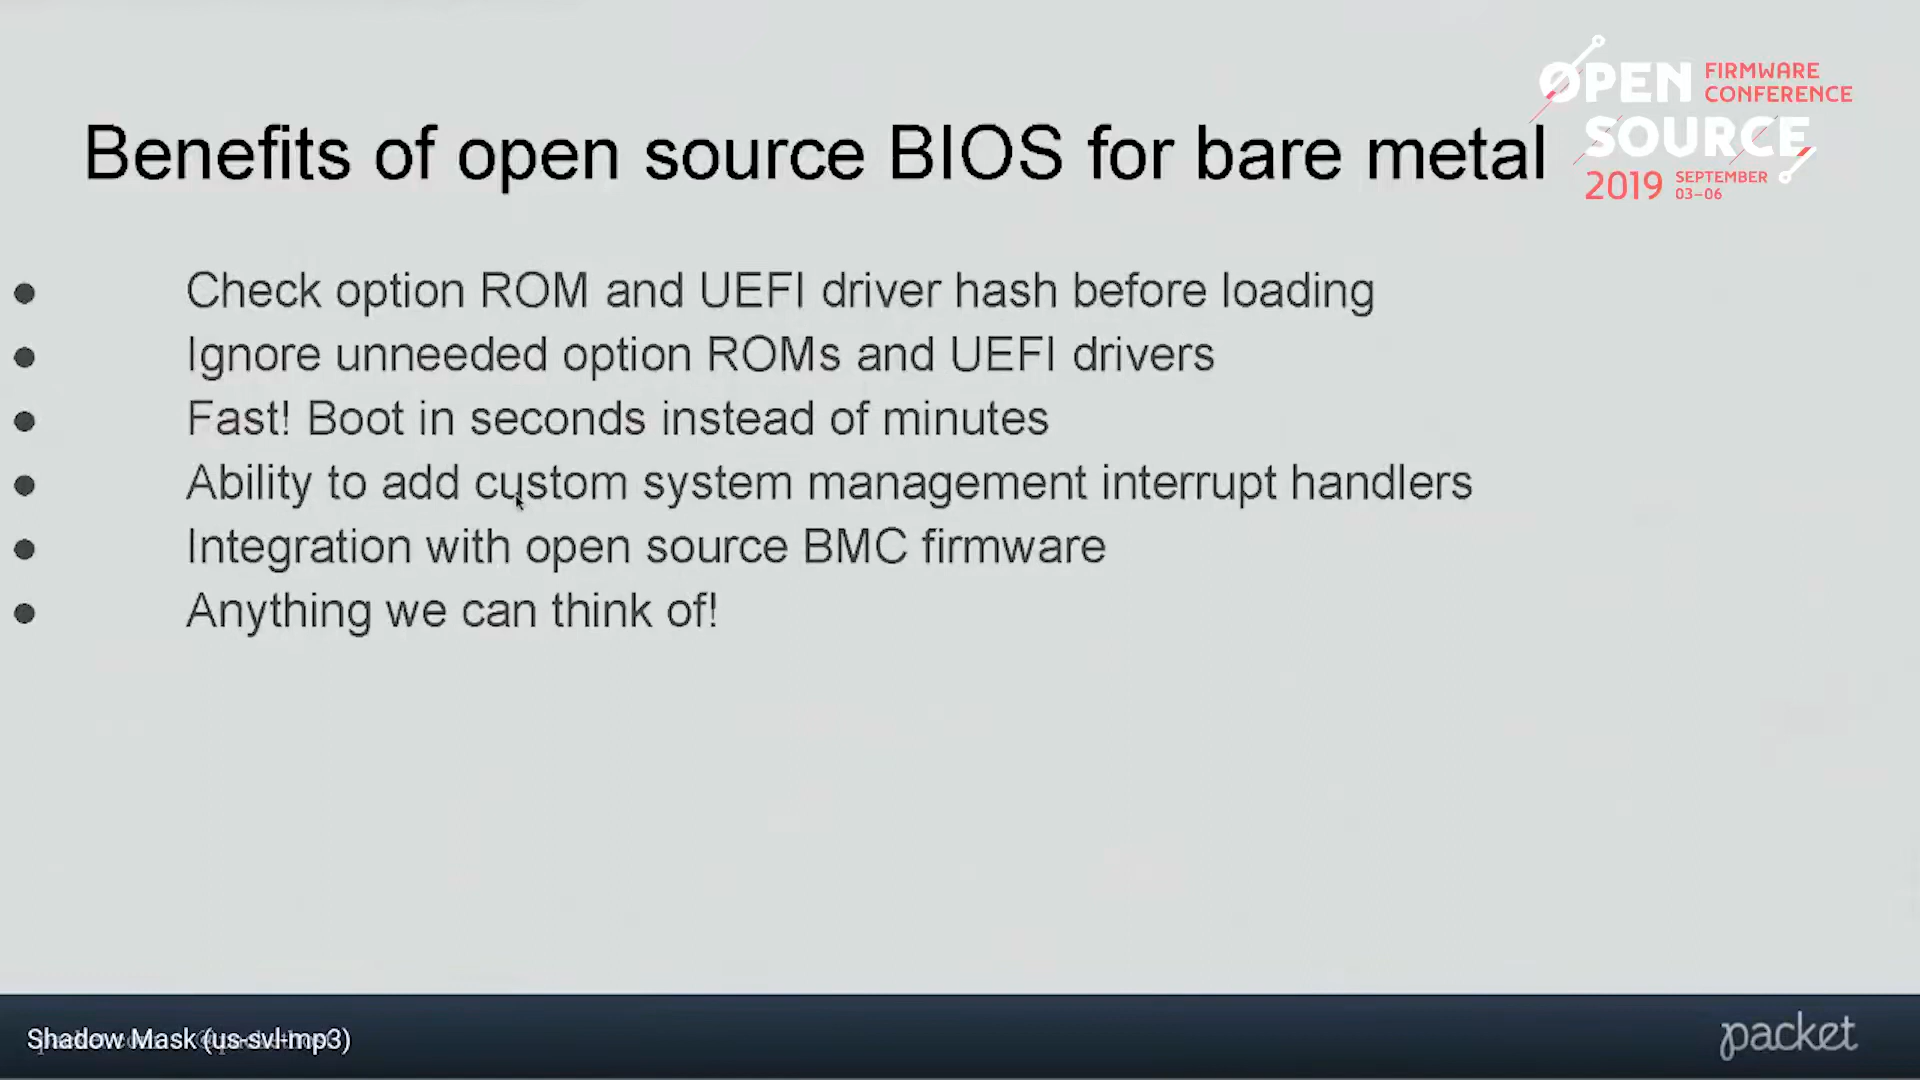 OPEN FIRMWARE
CONFERENCE
SOURCE
2019 SEPTEMBER
03–06
Benefits of open source BIOS for bare metal
● Check option ROM and UEFI driver hash before loading
● Ignore unneeded option ROMs and UEFI drivers
● Fast! Boot in seconds instead of minutes
● Ability to add custom system management interrupt handlers
● Integration with open source BMC firmware
● Anything we can think of!
Shadow Mask (us-svl-mp3)
packet